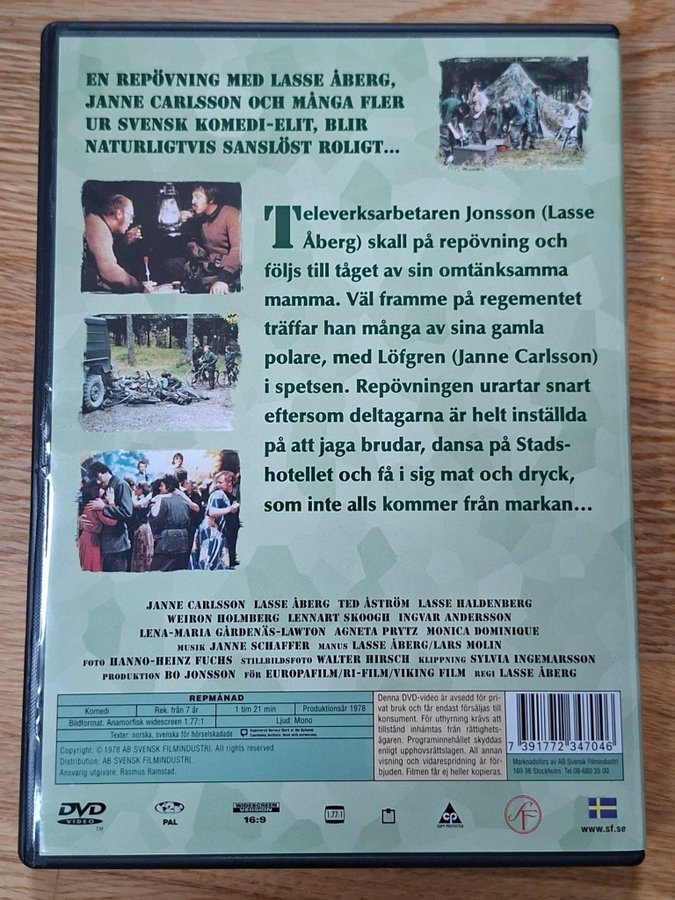 EN REPÖVNING MED LASSE ÅBERG,
JANNE CARLSSON OCH MÅNGA FLER
UR SVENSK KOMEDI-ELIT, BLIR
NATURLIGTVIS SANSLÖST ROLIGT...
Televerksarbetaren Jonsson (Lasse
Åberg) skall på repövning och
följs till tåget av sin omtänksamma
mamma. Väl framme på regementet
träffar han många av sina gamla
polare, med Löfgren (Janne Carlsson)
i spetsen. Repövningen urartar snart
eftersom deltagarna är helt inställda
på att jaga brudar, dansa på Stads-
hotellet och få i sig mat och dryck,
som inte alls kommer från markan...
JANNE CARLSSON LASSE ÅBERG TED ÅSTRÖM LASSE HALDENBERG
WEIRON HOLMBERG LENNART SKOOGH INGVAR ANDERSSON
LENA-MARIA GÅRDENÄS-LAWTON AGNETA PRYTZ MONICA DOMINIQUE
MUSIK JANNE SCHAFFER MANUS LASSE ÅBERG/LARS MOLIN
FOTO HANNO-HEINZ FUCHS STILLBILDSFOTO WALTER HIRSCH KLIPPNING SYLVIA INGEMARSSON
PRODUKTION BO JONSSON FÖR EUROPAFILM/RI-FILM/VIKING FILM REGI LASSE ÅBERG
REPMÅNAD
Komedi Rek. från 7 år 1 tim 21 min Produktionsår 1978
Bildformat: Anamorfisk widescreen 1.77:1 Ljud: Mono
Texter: norska, svenska för hörselskadade
Copyright: © 1978 AB SVENSK FILMINDUSTRI. All rights reserved.
Distribution: AB SVENSK FILMINDUSTRI.
Ansvarig utgivare: Rasmus Ramstad.
Denna DVD-video är avsedd för pri-
vat bruk och får endast försäljas till
konsument. För uthyrning krävs att
tillstånd inhämtas från rättighets-
ägaren. Programinnehållet skyddas
enligt upphovsrättslagen. All annan
visning och vidarespridning är för-
bjuden. Filmen får ej heller kopieras.
7 391772 347046
Marknadsförs av AB Svensk Filmindustri
169 86 Stockholm. Tel 08-680 35 00.
DVD
VIDEO
TM
PAL
WIDESCREEN
VERSION
16:9
1.77:1
CP
COPY PROTECTED
SF
www.sf.se